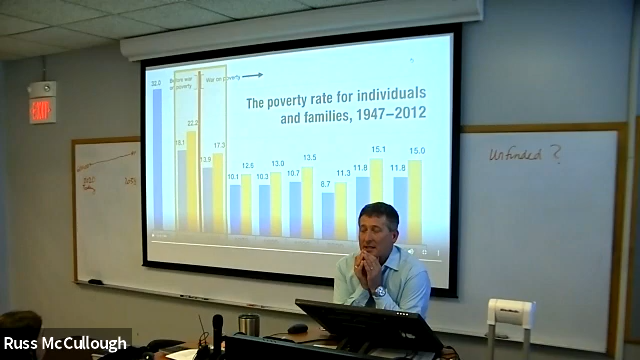 EXIT
32.0
Before war
on poverty
War on poverty
The poverty rate for individuals
and families, 1947–2012
18.1
22.2
13.9
17.3
10.1
12.6
10.3
13.0
10.7
13.5
8.7
11.3
11.8
15.1
11.8
15.0
Unfunded ?
Russ McCullough